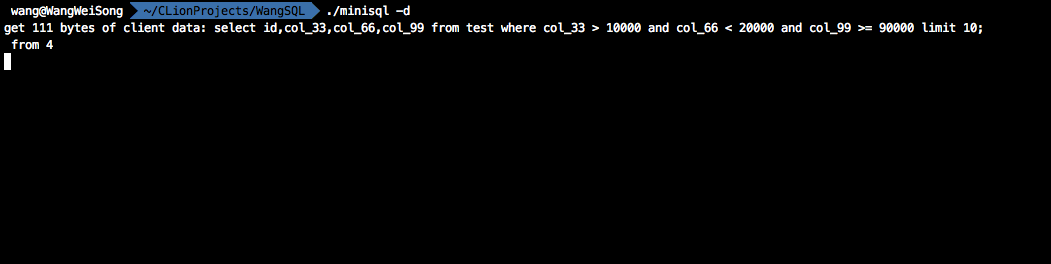 wang@WangWeiSong ~/CLionProjects/WangSQL ./minisql -d
get 111 bytes of client data: select id,col_33,col_66,col_99 from test where col_33 > 10000 and col_66 < 20000 and col_99 >= 90000 limit 10;
from 4